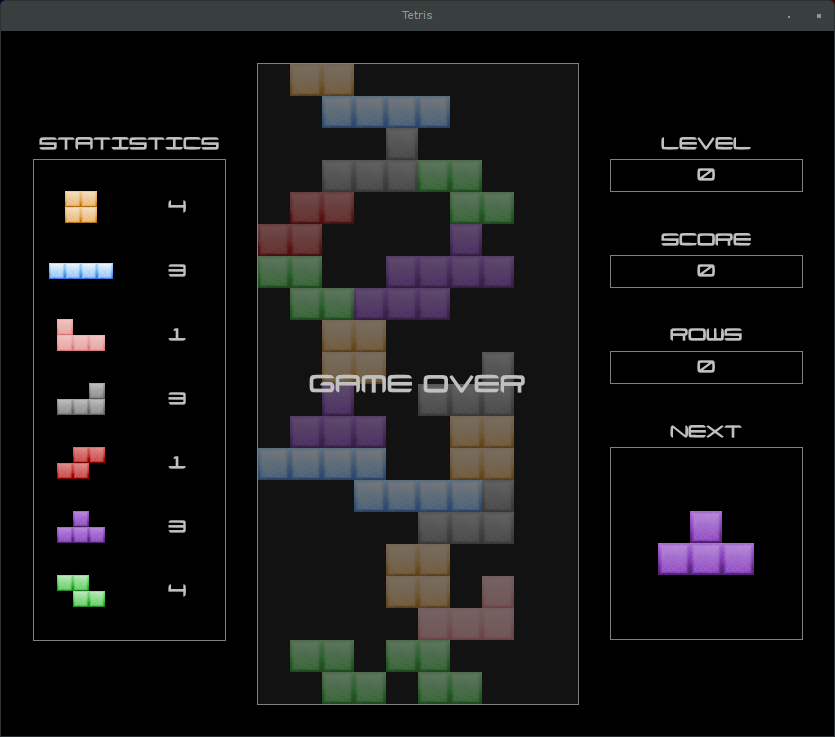 Tetris
STATISTICS
4
3
1
3
1
3
4
GAME OVER
LEVEL
0
SCORE
0
ROWS
0
NEXT